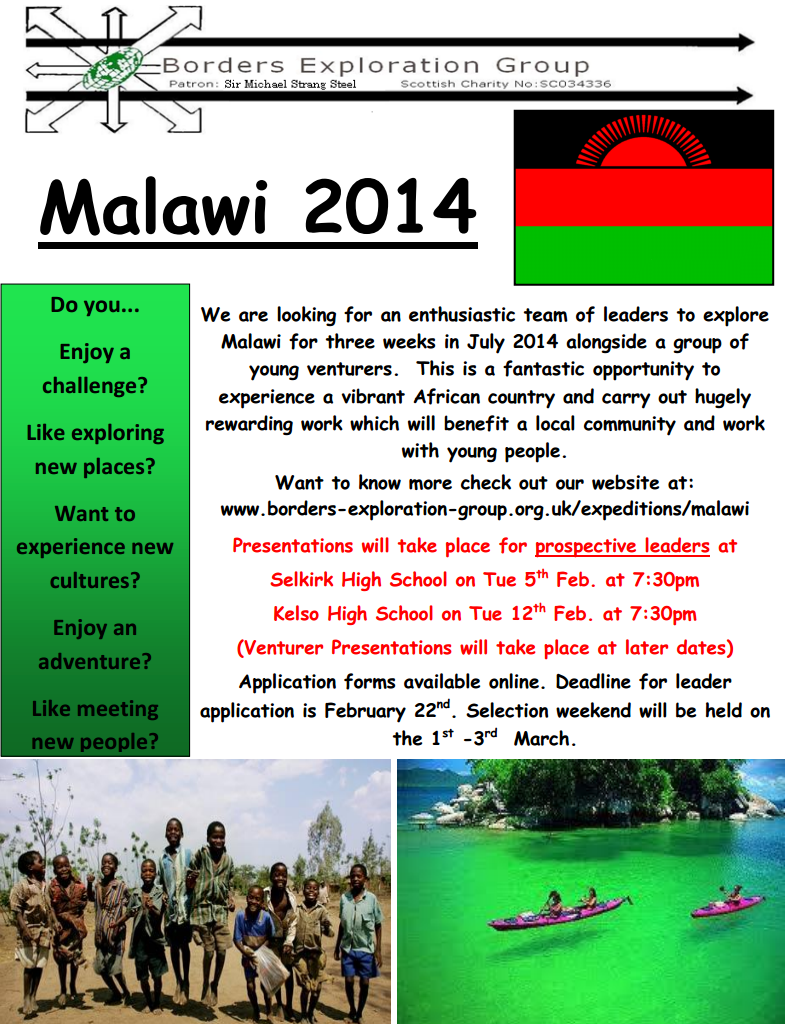 Borders Exploration Group
Patron: Sir Michael Strang Steel Scottish Charity No:SC034336
Malawi 2014
Do you...
Enjoy a
challenge?
Like exploring
new places?
Want to
experience new
cultures?
Enjoy an
adventure?
Like meeting
new people?
We are looking for an enthusiastic team of leaders to explore
Malawi for three weeks in July 2014 alongside a group of
young venturers. This is a fantastic opportunity to
experience a vibrant African country and carry out hugely
rewarding work which will benefit a local community and work
with young people.
Want to know more check out our website at:
www.borders-exploration-group.org.uk/expeditions/malawi
Presentations will take place for prospective leaders at
Selkirk High School on Tue 5th Feb. at 7:30pm
Kelso High School on Tue 12th Feb. at 7:30pm
(Venturer Presentations will take place at later dates)
Application forms available online. Deadline for leader
application is February 22nd. Selection weekend will be held on
the 1st -3rd March.